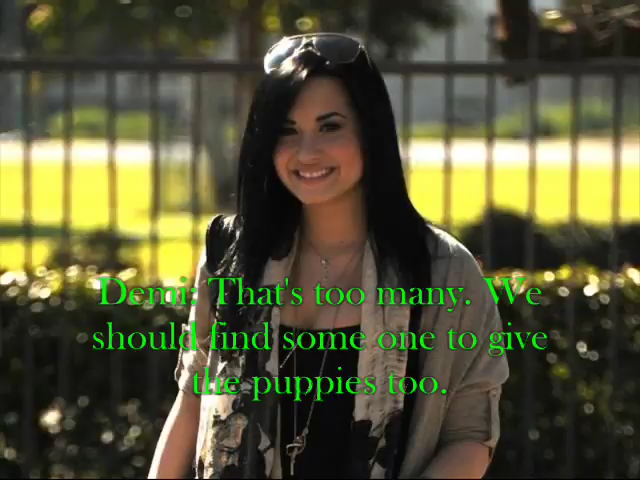 Demi: That's too many. We
should find some one to give
the puppies too.